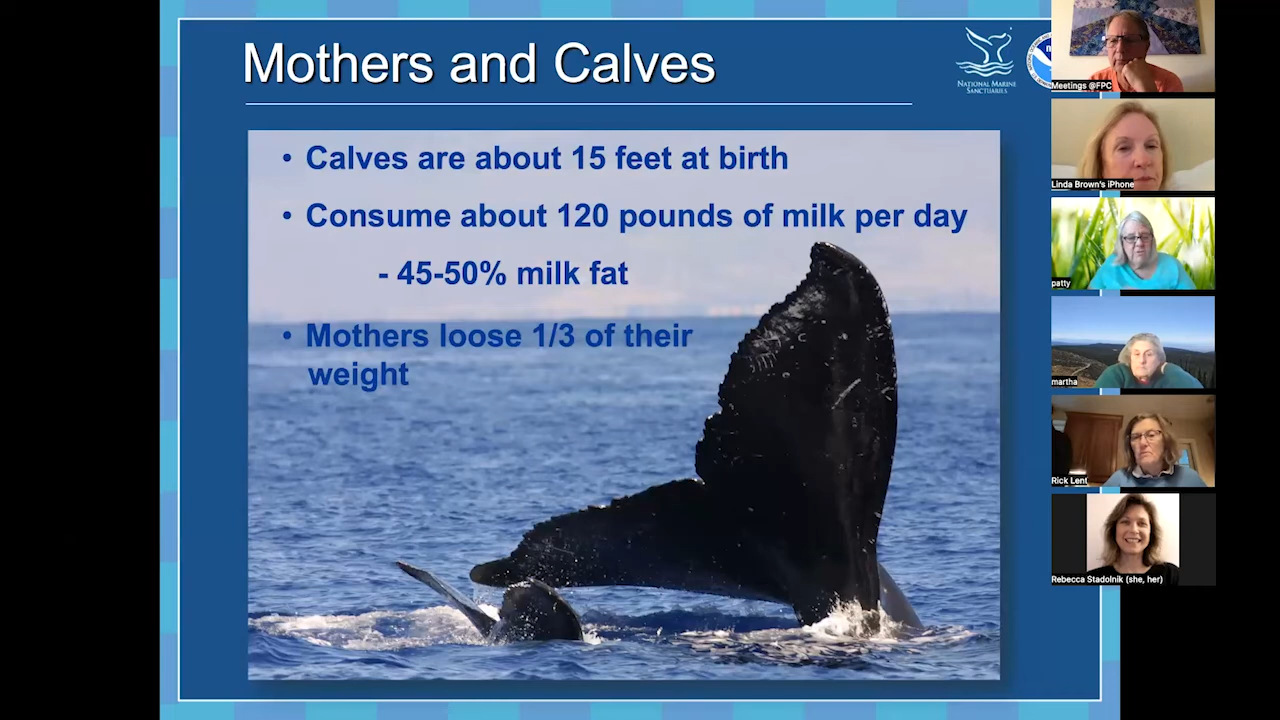 Mothers and Calves
NATIONAL MARINE
SANCTUARIES
• Calves are about 15 feet at birth
• Consume about 120 pounds of milk per day
- 45-50% milk fat
• Mothers loose 1/3 of their
weight
Meetings @FPC
Linda Brown's iPhone
patty
martha
Rick Lent
Rebecca Stadolnik (she, her)